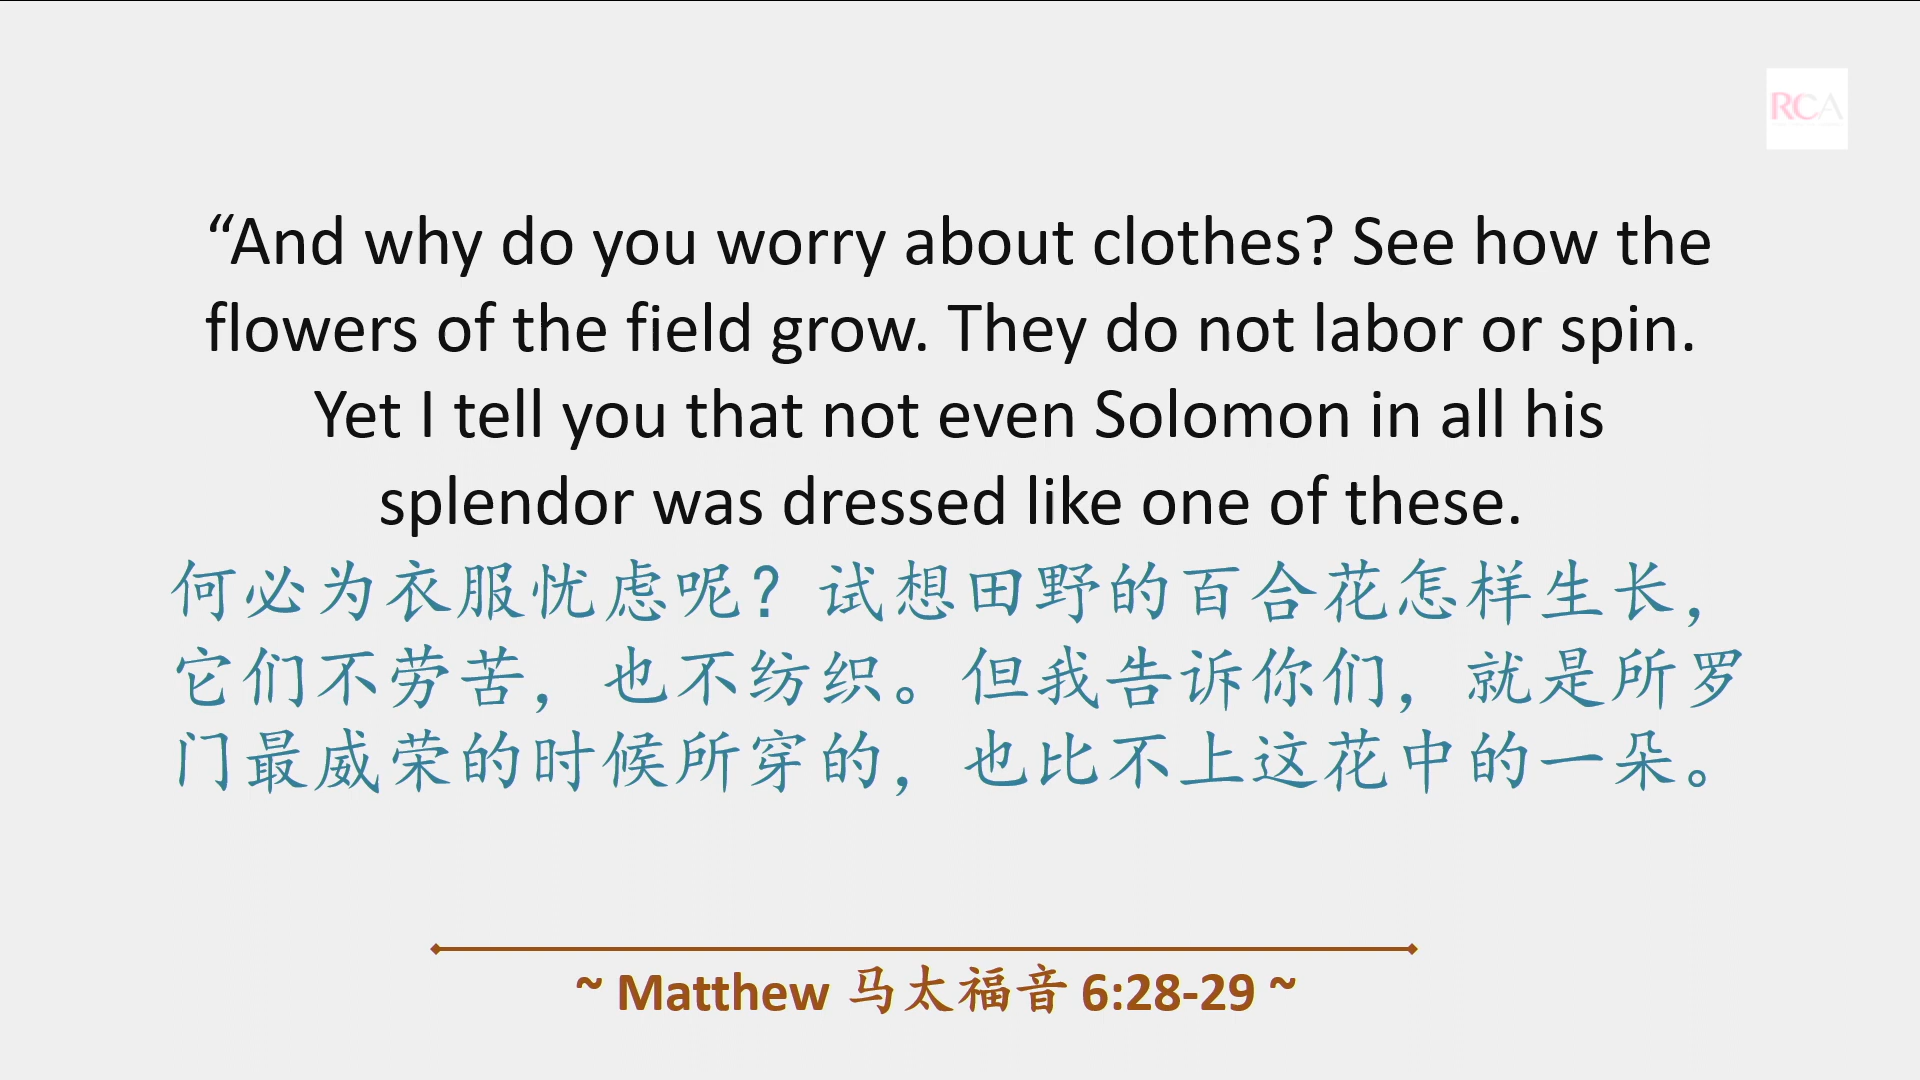 RCA
“And why do you worry about clothes? See how the
flowers of the field grow. They do not labor or spin.
Yet I tell you that not even Solomon in all his
splendor was dressed like one of these.
何必为衣服忧虑呢？试想田野的百合花怎样生长，
它们不劳苦，也不纺织。但我告诉你们，就是所罗
门最威荣的时候所穿的，也比不上这花中的一朵。
~ Matthew 马太福音 6:28-29 ~